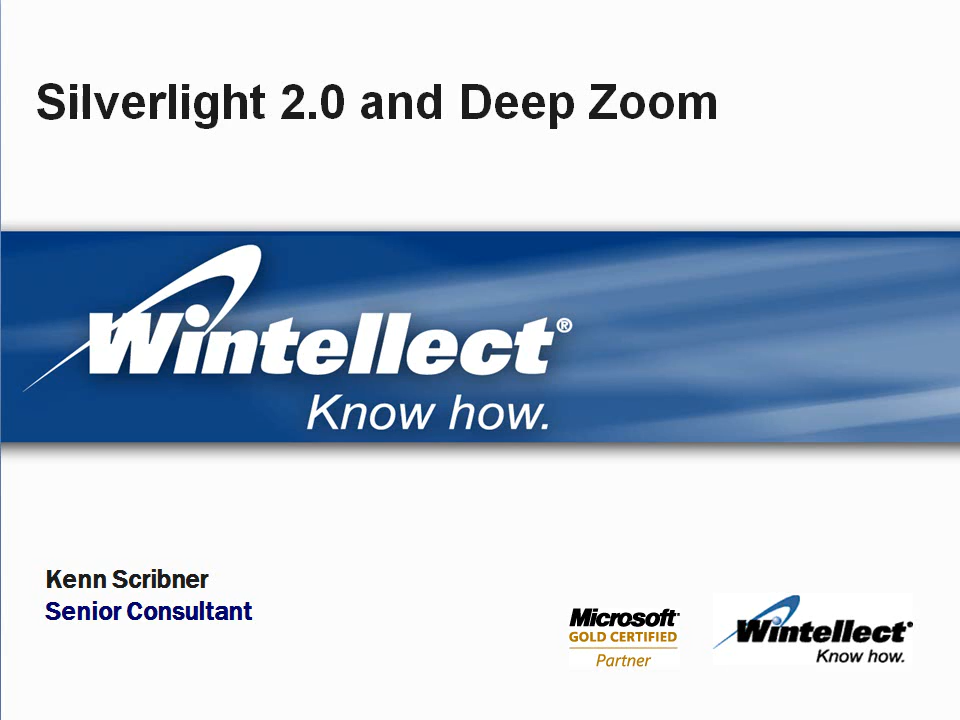 Silverlight 2.0 and Deep Zoom
Wintellect®
Know how.
Kenn Scribner
Senior Consultant
Microsoft
GOLD CERTIFIED
Partner
Wintellect
Know how.